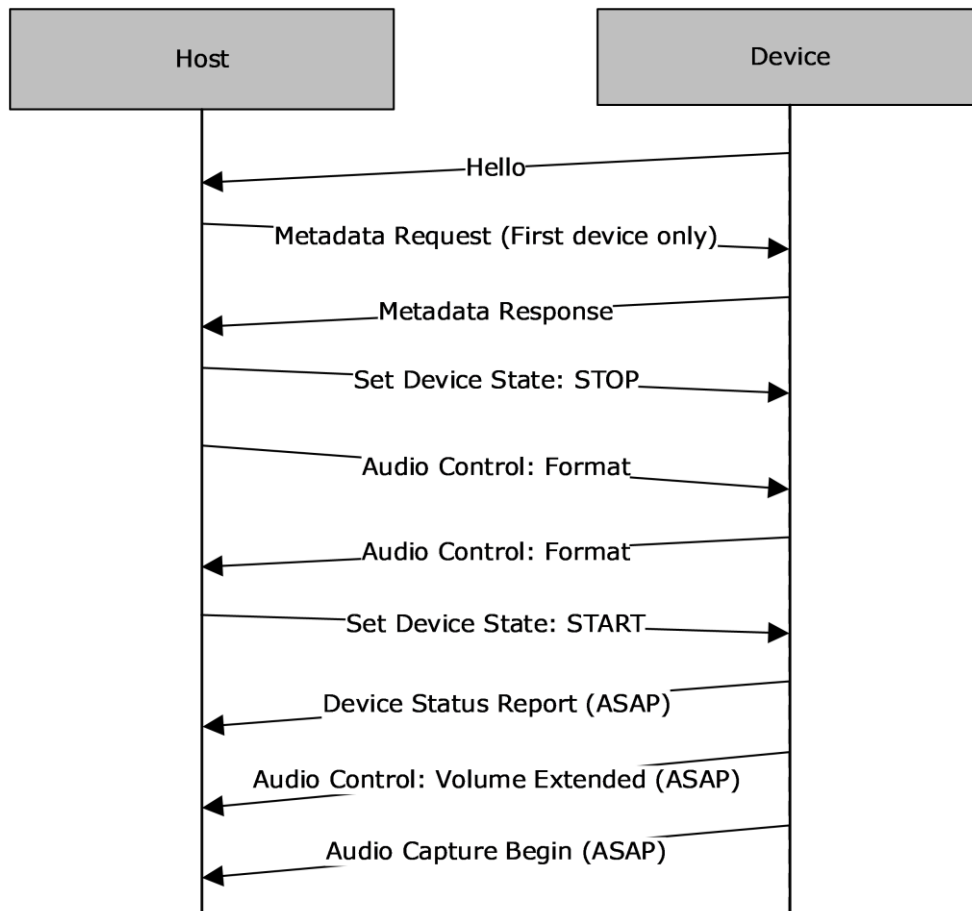 Host
Device
Hello
Metadata Request (First device only)
Metadata Response
Set Device State: STOP
Audio Control: Format
Audio Control: Format
Set Device State: START
Device Status Report (ASAP)
Audio Control: Volume Extended (ASAP)
Audio Capture Begin (ASAP)